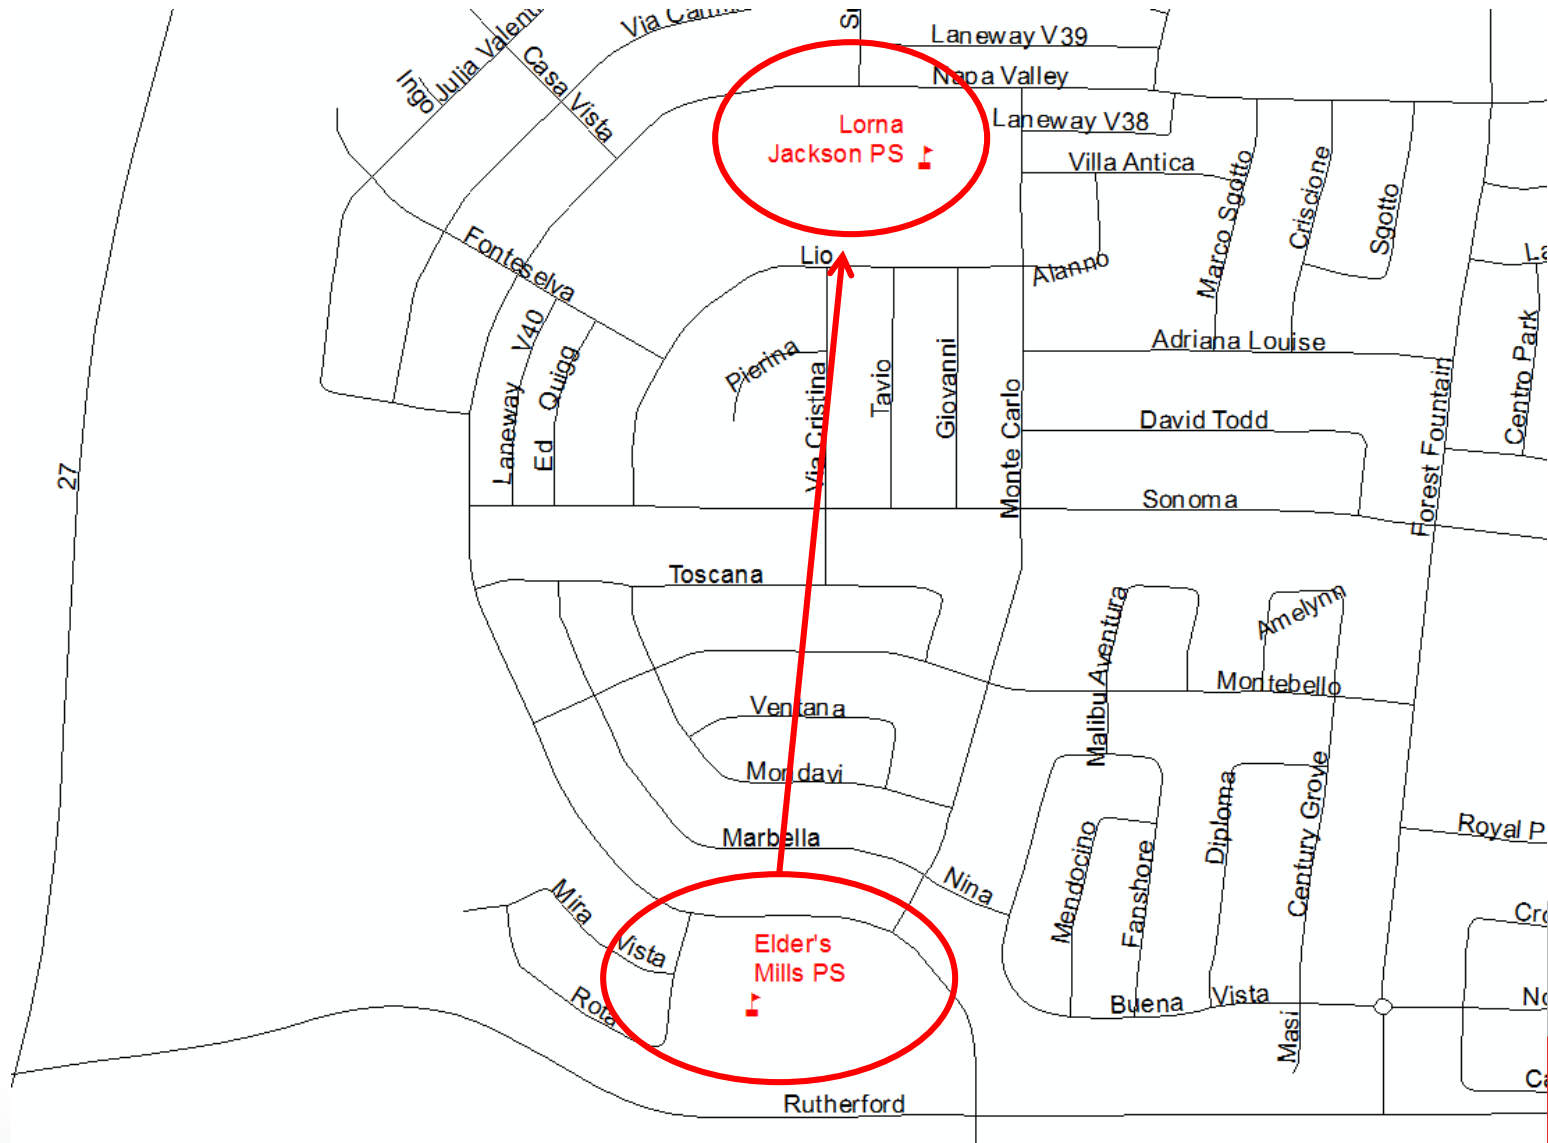 Laneway V39
Napa Valley
Julia
Ingo
Casa Vista
Lorna
Jackson PS
Laneway V38
Villa Antica
Marco Sgotto
Criscione
Sgotto
Fonteselva
Lio
Alanno
V40
Laneway
Ed Quigg
Pierina
Via Cristina
Tavio
Giovanni
Monte Carlo
Adriana Louise
David Todd
Forest Fountain
Centro Park
27
Sonoma
Toscana
Malibu Aventura
Amelynn
Montebello
Ventana
Mondavi
Marbella
Nina
Mendocino
Fanshore
Diploma
Century Grove
Royal P
Mira Vista
Elder's
Mills PS
Rota
Buena Vista
Masi
Rutherford